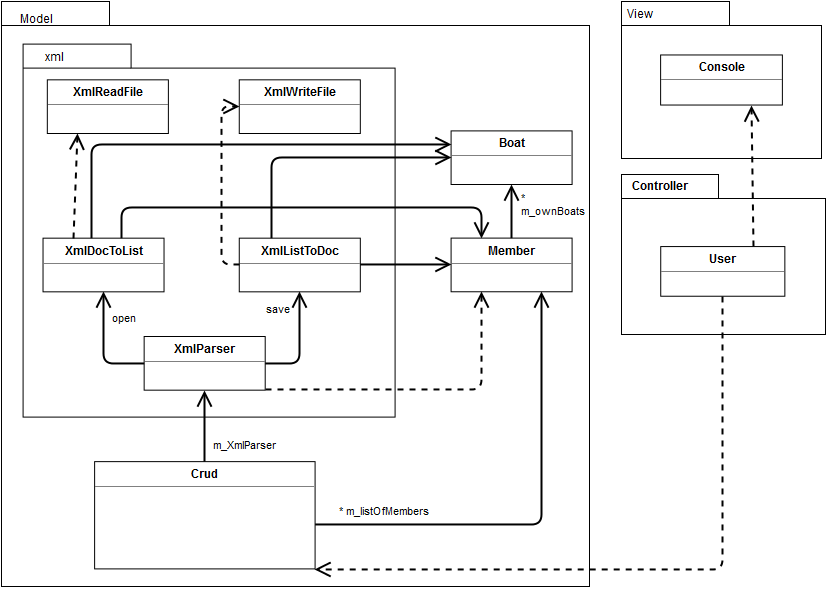 Model
View
xml
Console
XmlReadFile
XmlWriteFile
Boat
Controller
*
m_ownBoats
XmlDocToList
XmlListToDoc
Member
User
open
save
XmlParser
m_XmlParser
Crud
* m_listOfMembers